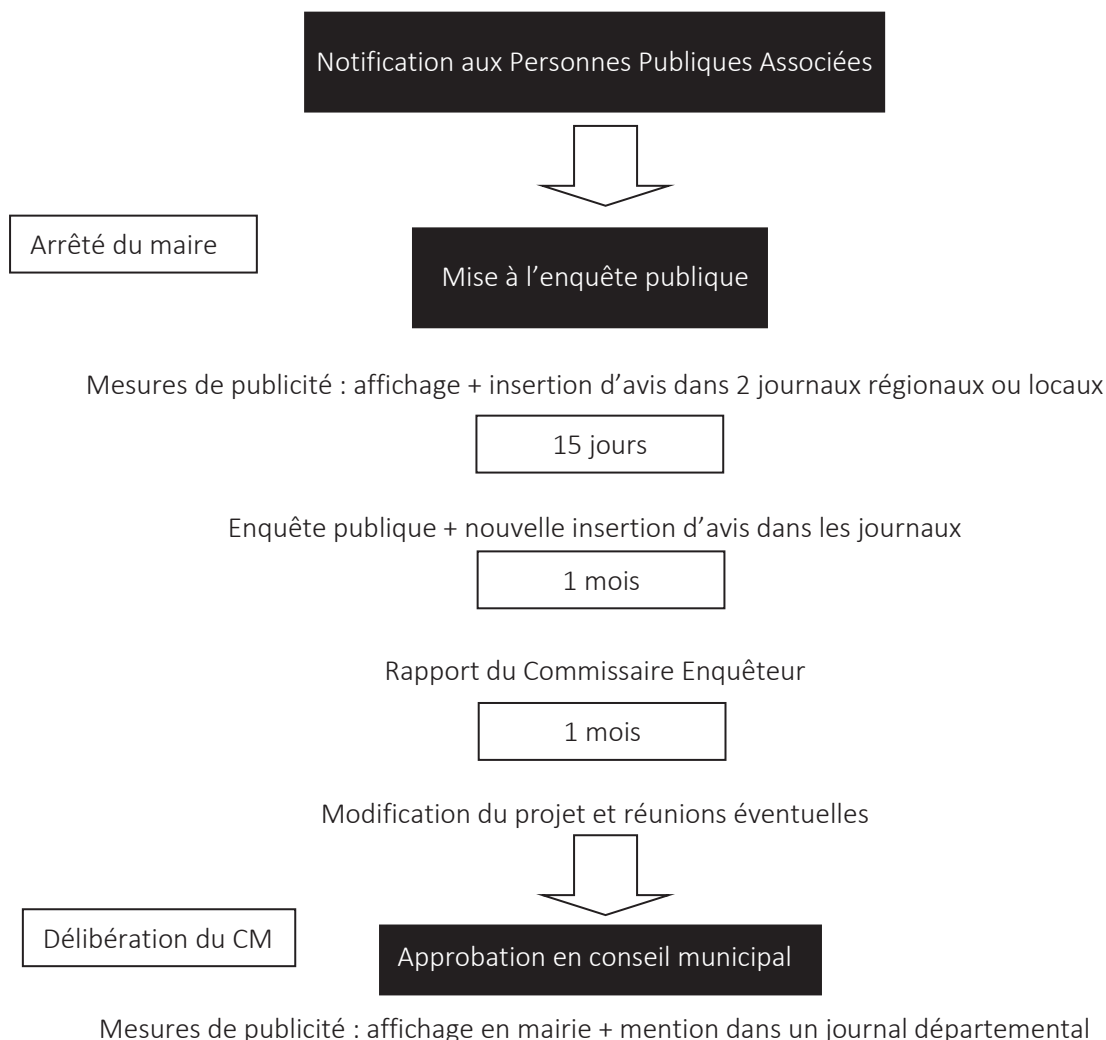 Notification aux Personnes Publiques Associées
Arrêté du maire
Mise à l’enquête publique
Mesures de publicité : affichage + insertion d’avis dans 2 journaux régionaux ou locaux
15 jours
Enquête publique + nouvelle insertion d’avis dans les journaux
1 mois
Rapport du Commissaire Enquêteur
1 mois
Modification du projet et réunions éventuelles
Délibération du CM
Approbation en conseil municipal
Mesures de publicité : affichage en mairie + mention dans un journal départemental